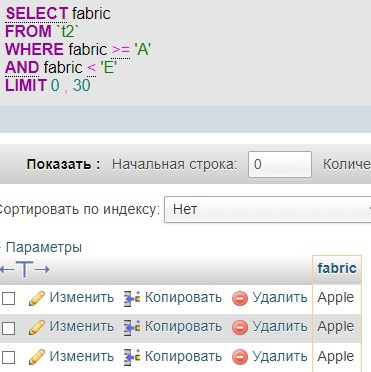 SELECT fabric
FROM `t2`
WHERE fabric >= 'A'
AND fabric < 'E'
LIMIT 0 , 30
Показать : Начальная строка: 0 Количе
Сортировать по индексу: Нет
Параметры
←T→ fabric
Изменить Копировать Удалить Apple
Изменить Копировать Удалить Apple
Изменить Копировать Удалить Apple